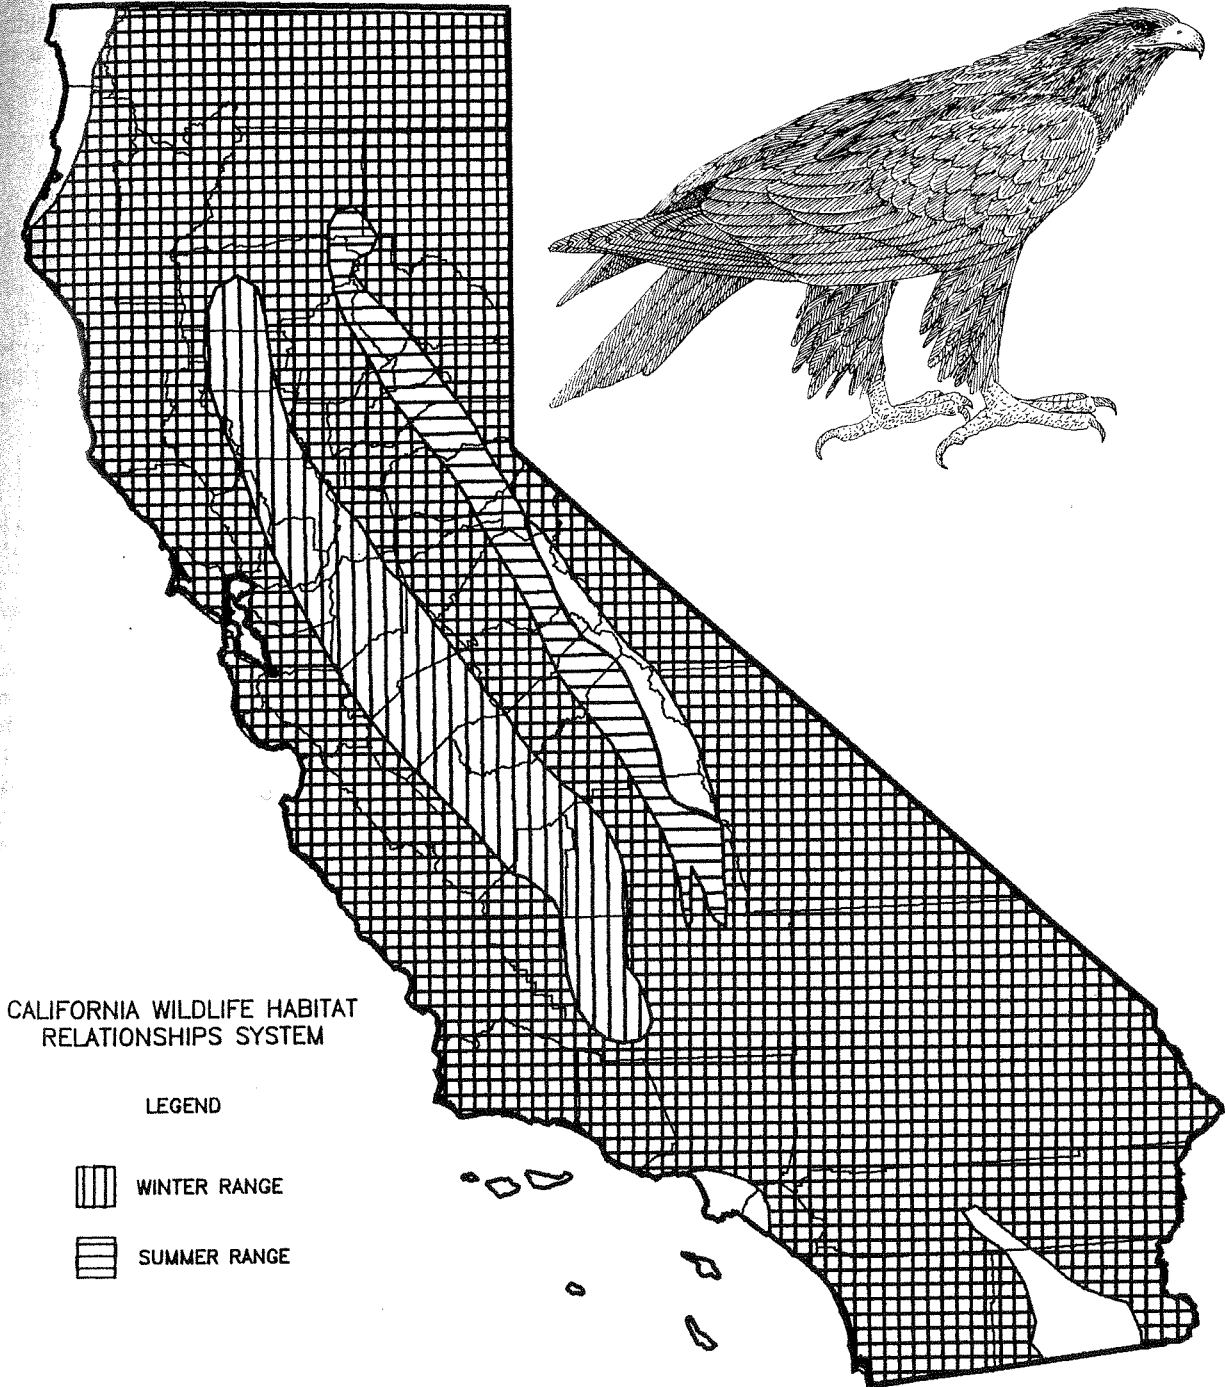 CALIFORNIA WILDLIFE HABITAT
RELATIONSHIPS SYSTEM
LEGEND
WINTER RANGE
SUMMER RANGE